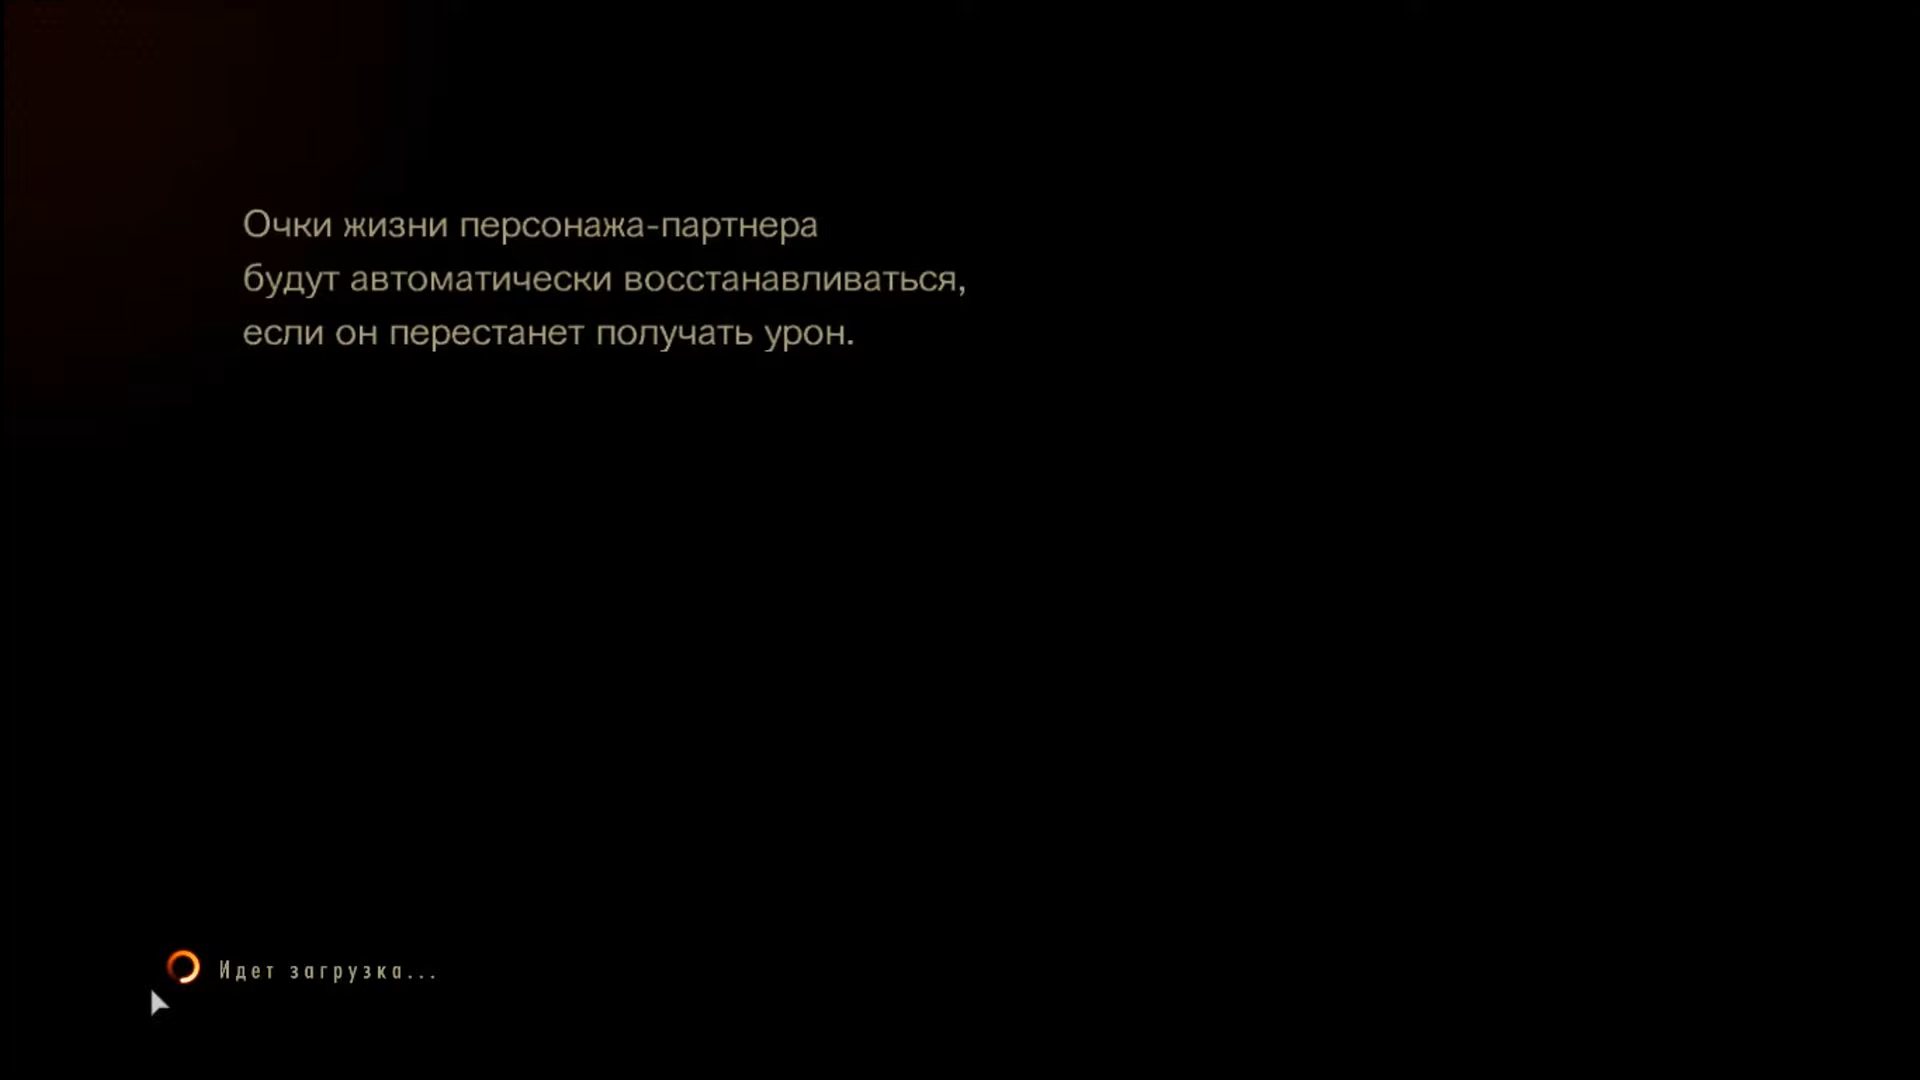 Очки жизни персонажа-партнера
будут автоматически восстанавливаться,
если он перестанет получать урон.
Идет загрузка...